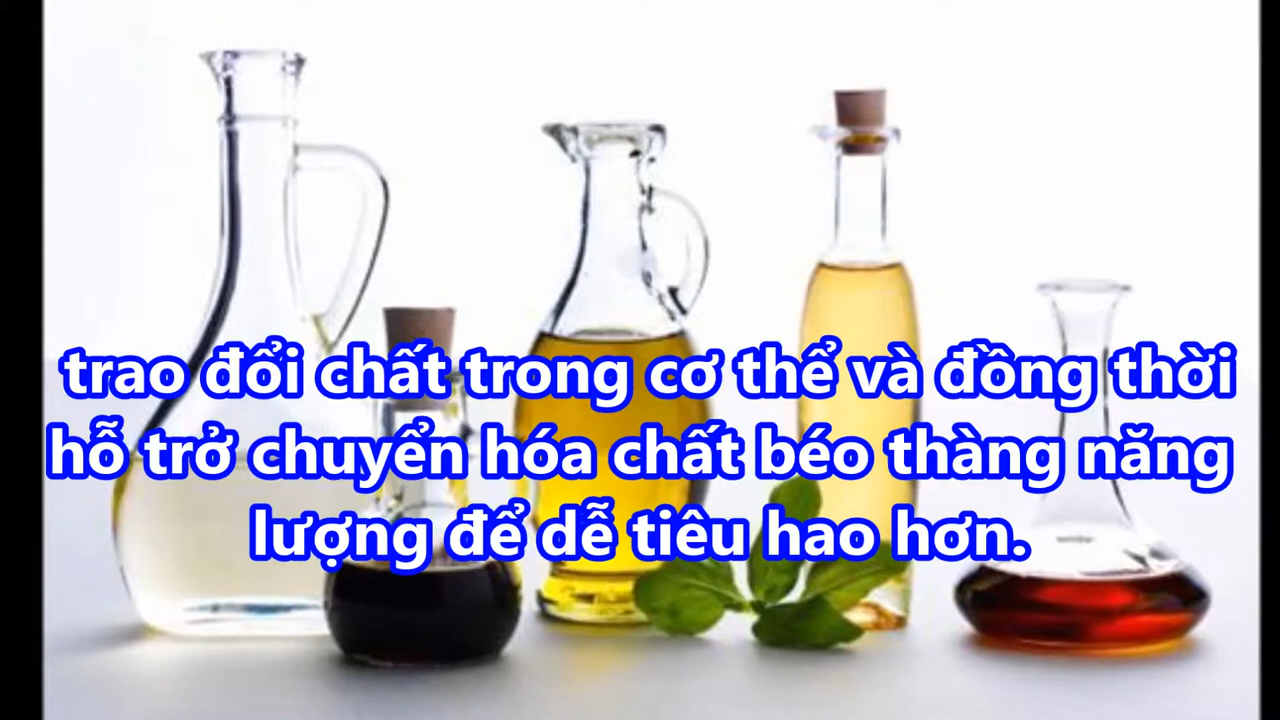 trao đổi chất trong cơ thể và đồng thời
hỗ trở chuyển hóa chất béo thàng năng
lượng để dễ tiêu hao hơn.